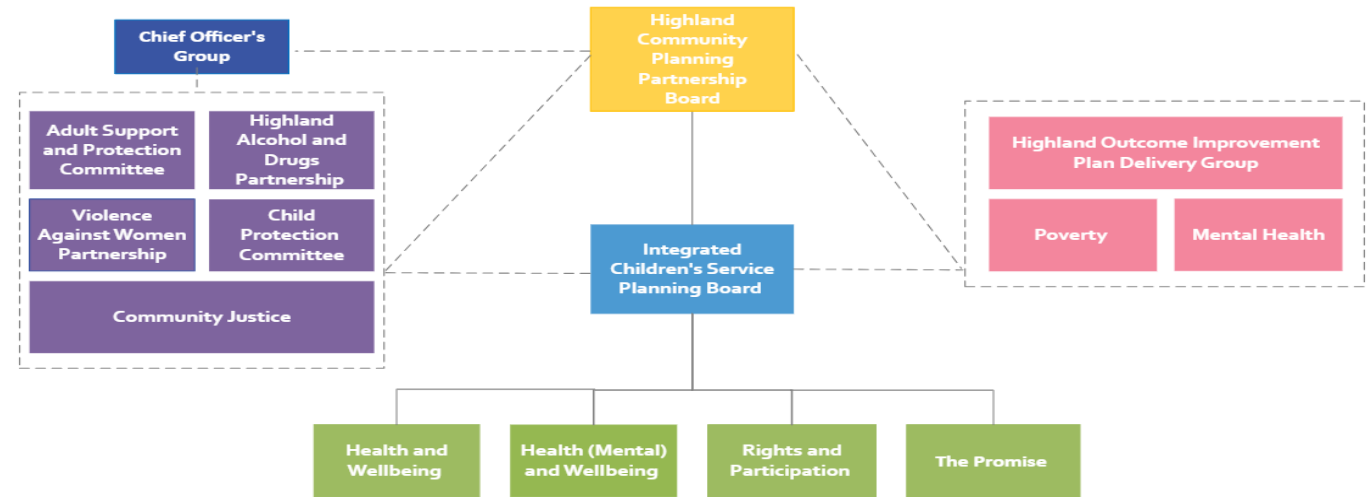 Chief Officer's
Group
Highland
Community
Planning
Partnership
Board
Adult Support
and Protection
Committee
Highland
Alcohol and
Drugs
Partnership
Violence
Against Women
Partnership
Child
Protection
Committee
Community Justice
Highland Outcome Improvement
Plan Delivery Group
Poverty
Mental Health
Integrated
Children's Service
Planning Board
Health and
Wellbeing
Health (Mental)
and Wellbeing
Rights and
Participation
The Promise